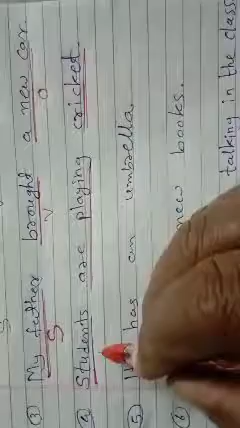 ③ My father brought a new car.
S V O
④ Students are playing cricket.
⑤ has an umbrella
⑥ new books.
talking in the class